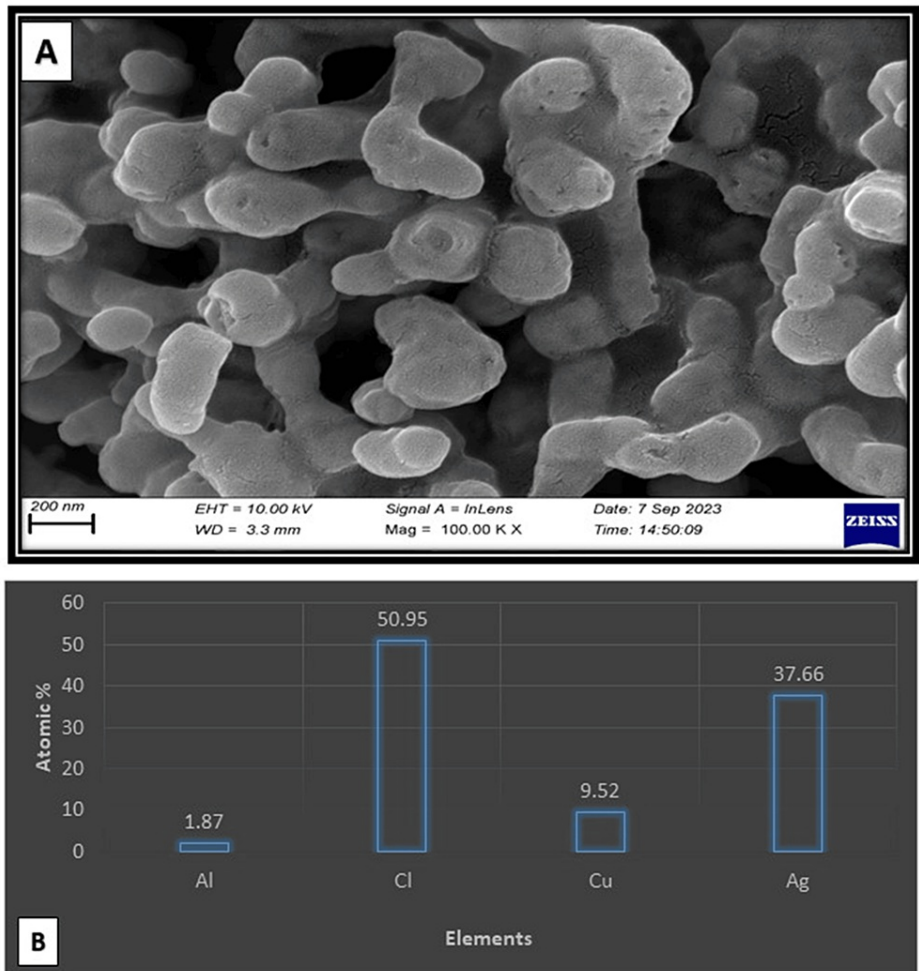 A
200 nm
EHT = 10.00 kV
Signal A = InLens
Date: 7 Sep 2023
WD = 3.3 mm
Mag = 100.00 K X
Time: 14:50:09
ZEISS
60
50
40
30
20
10
0
Atomic %
1.87
50.95
9.52
37.66
Al
Cl
Cu
Ag
Elements
B